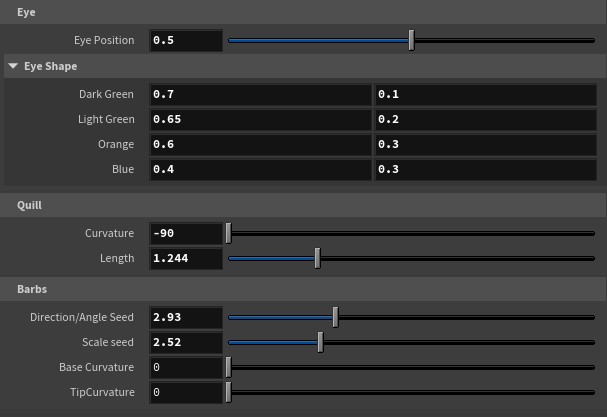 Eye
Eye Position 0.5
Eye Shape
Dark Green 0.7 0.1
Light Green 0.65 0.2
Orange 0.6 0.3
Blue 0.4 0.3
Quill
Curvature -90
Length 1.244
Barbs
Direction/Angle Seed 2.93
Scale seed 2.52
Base Curvature 0
TipCurvature 0